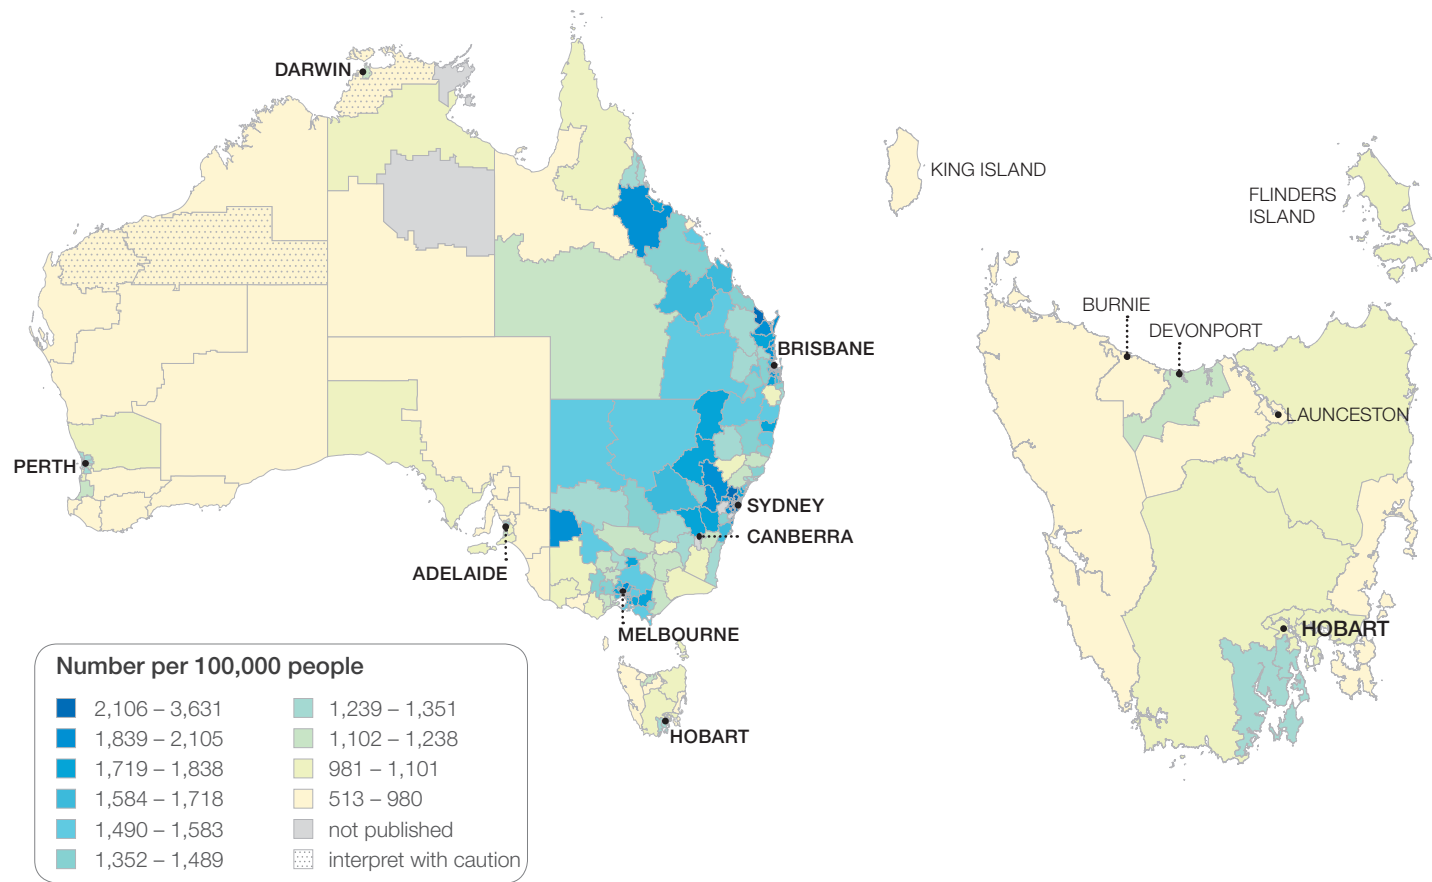 DARWIN
KING ISLAND
FLINDERS
ISLAND
BURNIE
DEVONPORT
BRISBANE
LAUNCESTON
PERTH
SYDNEY
CANBERRA
ADELAIDE
MELBOURNE
HOBART
HOBART
Number per 100,000 people
2,106 – 3,631
1,839 – 2,105
1,719 – 1,838
1,584 – 1,718
1,490 – 1,583
1,352 – 1,489
1,239 – 1,351
1,102 – 1,238
981 – 1,101
513 – 980
not published
interpret with caution